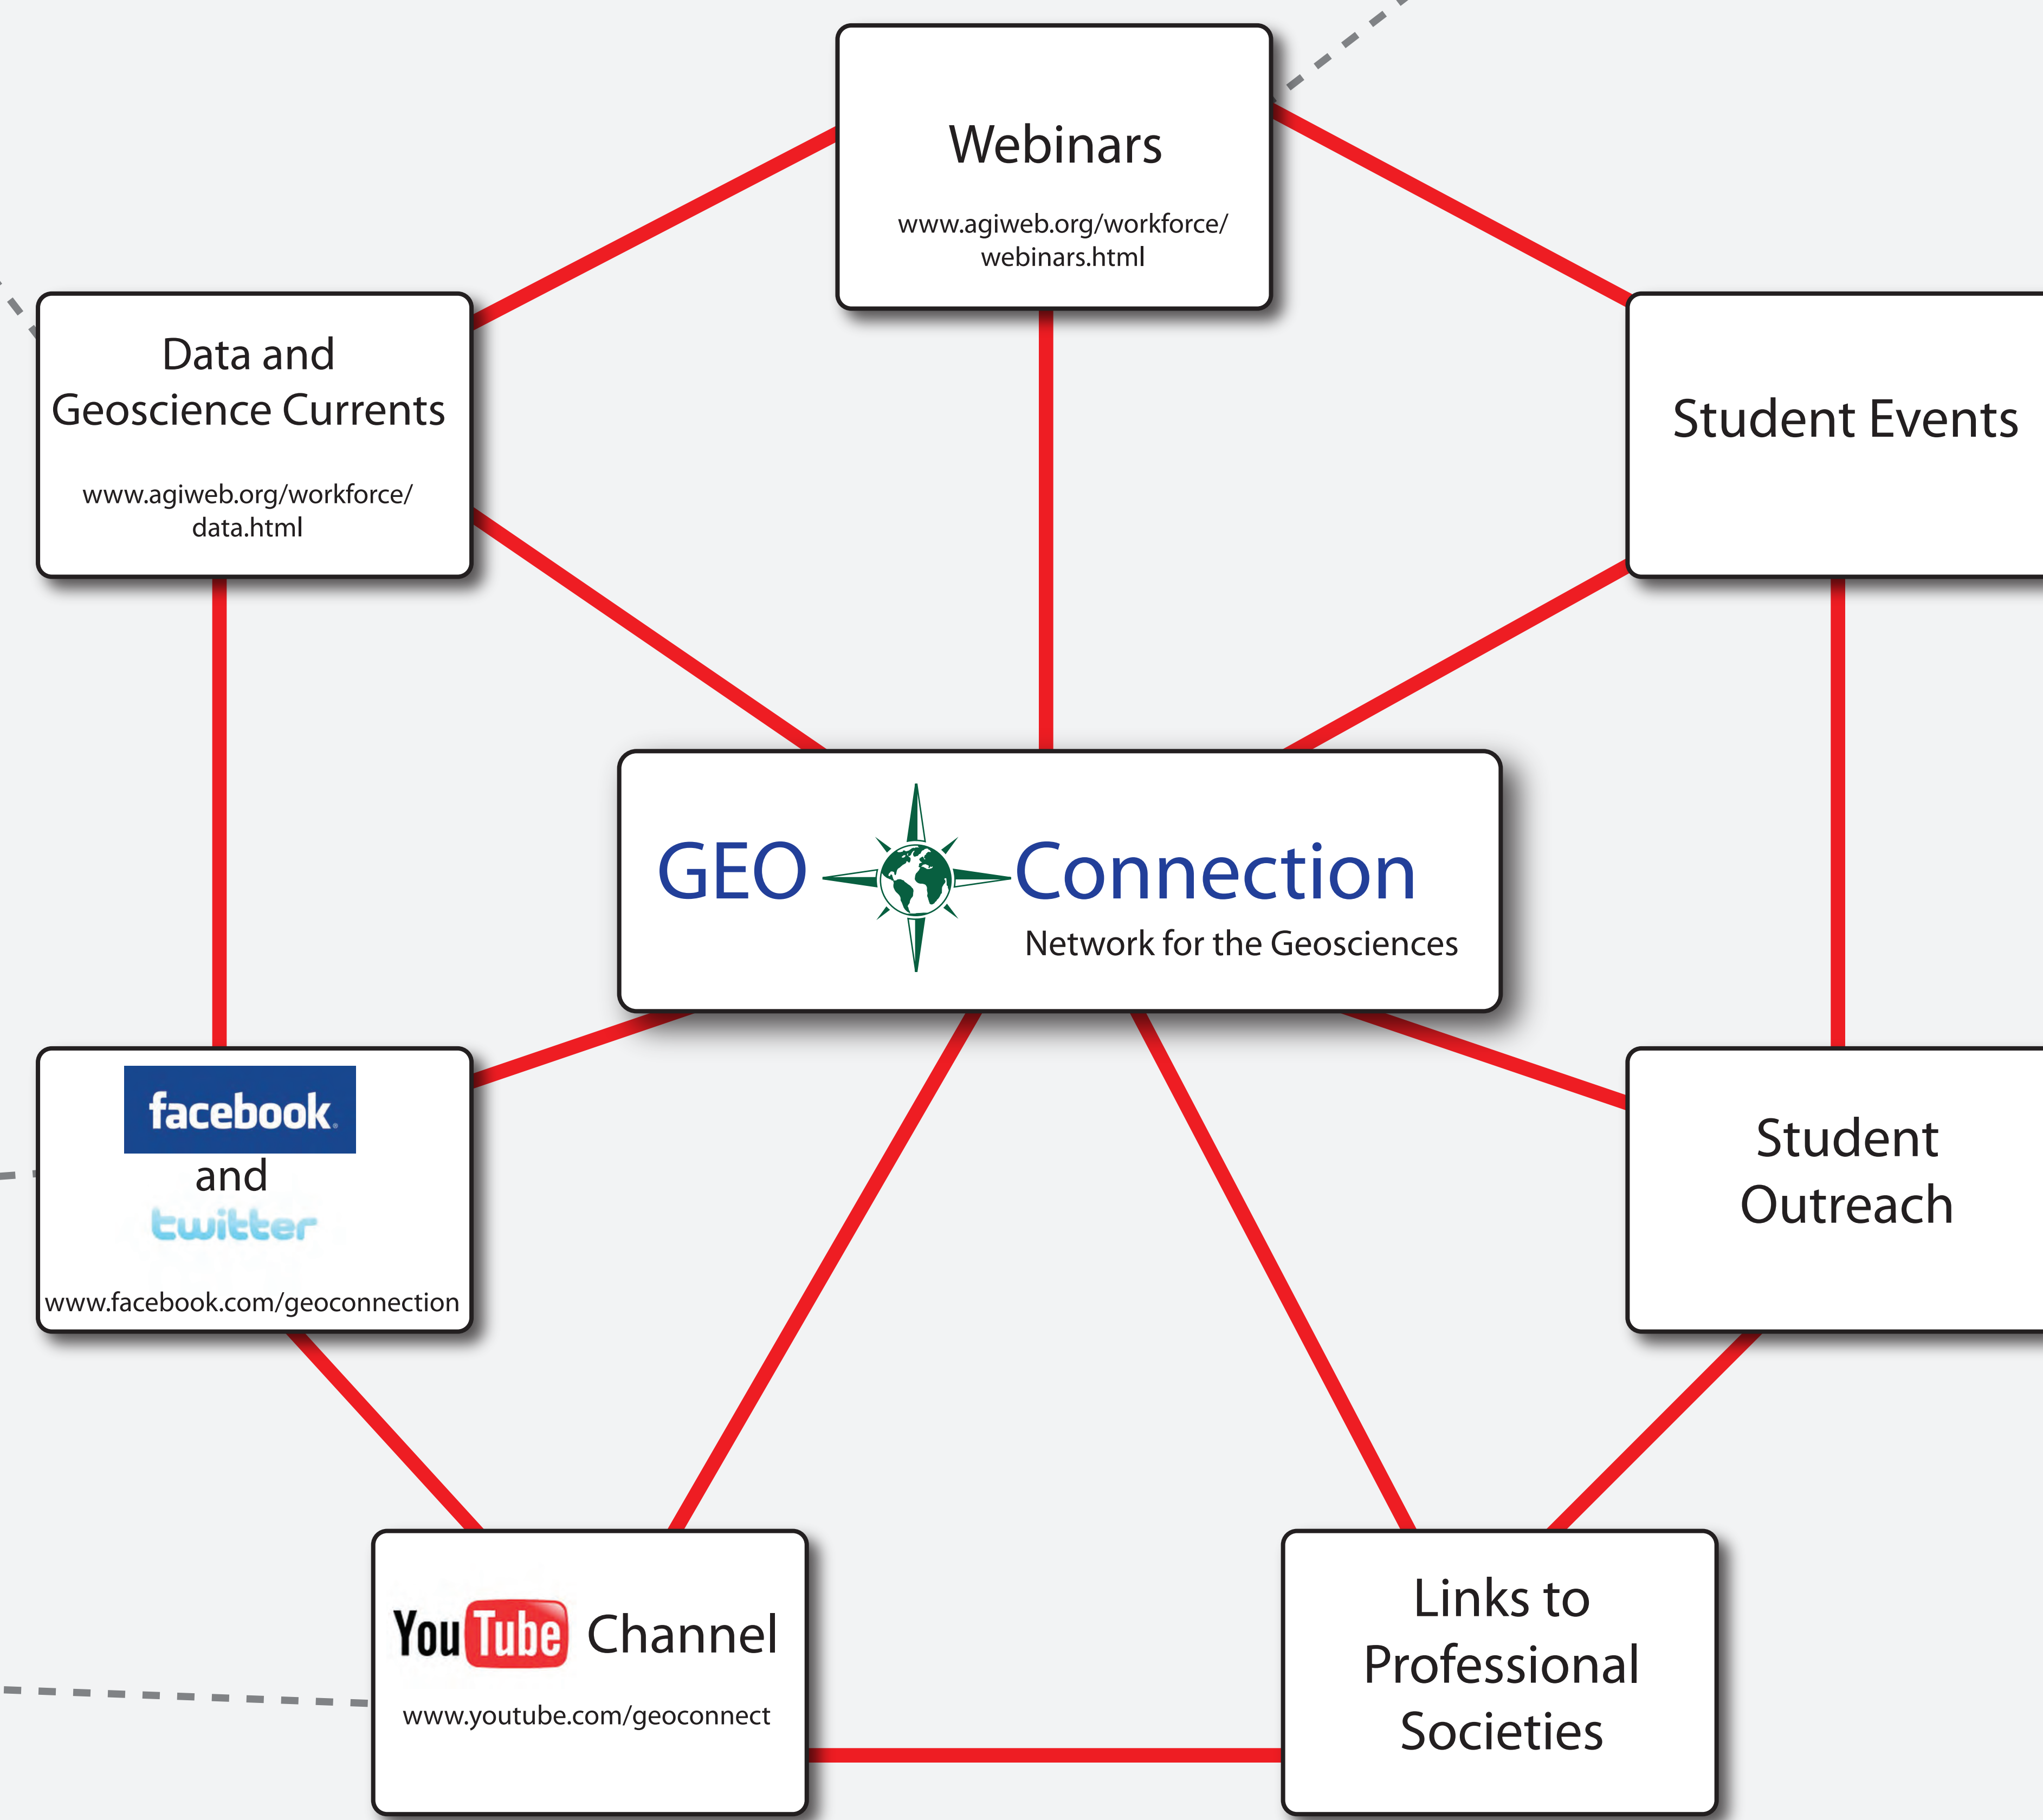 Webinars
www.agiweb.org/workforce/
webinars.html
Data and
Geoscience Currents
www.agiweb.org/workforce/
data.html
Student Events
GEO Connection
Network for the Geosciences
facebook
and
twitter
www.facebook.com/geoconnection
Student
Outreach
YouTube Channel
www.youtube.com/geoconnect
Links to
Professional
Societies